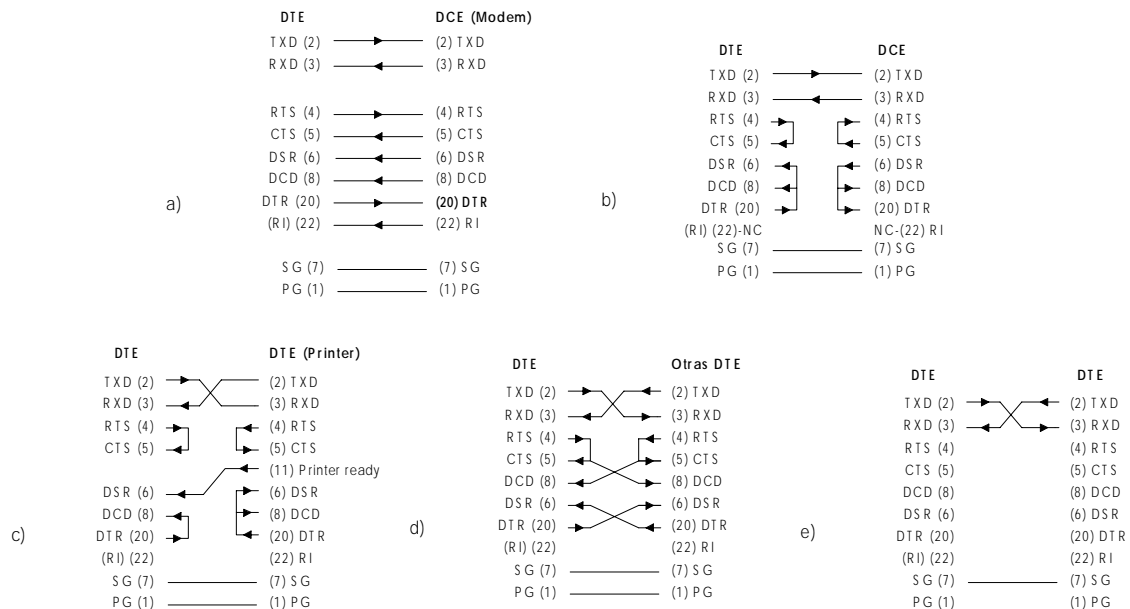 DTE DCE (Modem)
TXD (2) (2) TXD
RXD (3) (3) RXD
RTS (4) (4) RTS
CTS (5) (5) CTS
DSR (6) (6) DSR
DCD (8) (8) DCD
DTR (20) (20) DTR
(RI) (22) (22) RI
SG (7) (7) SG
PG (1) (1) PG
a)
DTE DCE
TXD (2) (2) TXD
RXD (3) (3) RXD
RTS (4) (4) RTS
CTS (5) (5) CTS
DSR (6) (6) DSR
DCD (8) (8) DCD
DTR (20) (20) DTR
(RI) (22)-NC NC-(22) RI
SG (7) (7) SG
PG (1) (1) PG
b)
DTE DTE (Printer)
TXD (2) (2) TXD
RXD (3) (3) RXD
RTS (4) (4) RTS
CTS (5) (5) CTS
(11) Printer ready
DSR (6) (6) DSR
DCD (8) (8) DCD
DTR (20) (20) DTR
(RI) (22) (22) RI
SG (7) (7) SG
PG (1) (1) PG
c)
DTE Otras DTE
TXD (2) (2) TXD
RXD (3) (3) RXD
RTS (4) (4) RTS
CTS (5) (5) CTS
DCD (8) (8) DCD
DSR (6) (6) DSR
DTR (20) (20) DTR
(RI) (22) (22) RI
SG (7) (7) SG
PG (1) (1) PG
d)
DTE DTE
TXD (2) (2) TXD
RXD (3) (3) RXD
RTS (4) (4) RTS
CTS (5) (5) CTS
DCD (8) (8) DCD
DSR (6) (6) DSR
DTR (20) (20) DTR
(RI) (22) (22) RI
SG (7) (7) SG
PG (1) (1) PG
e)